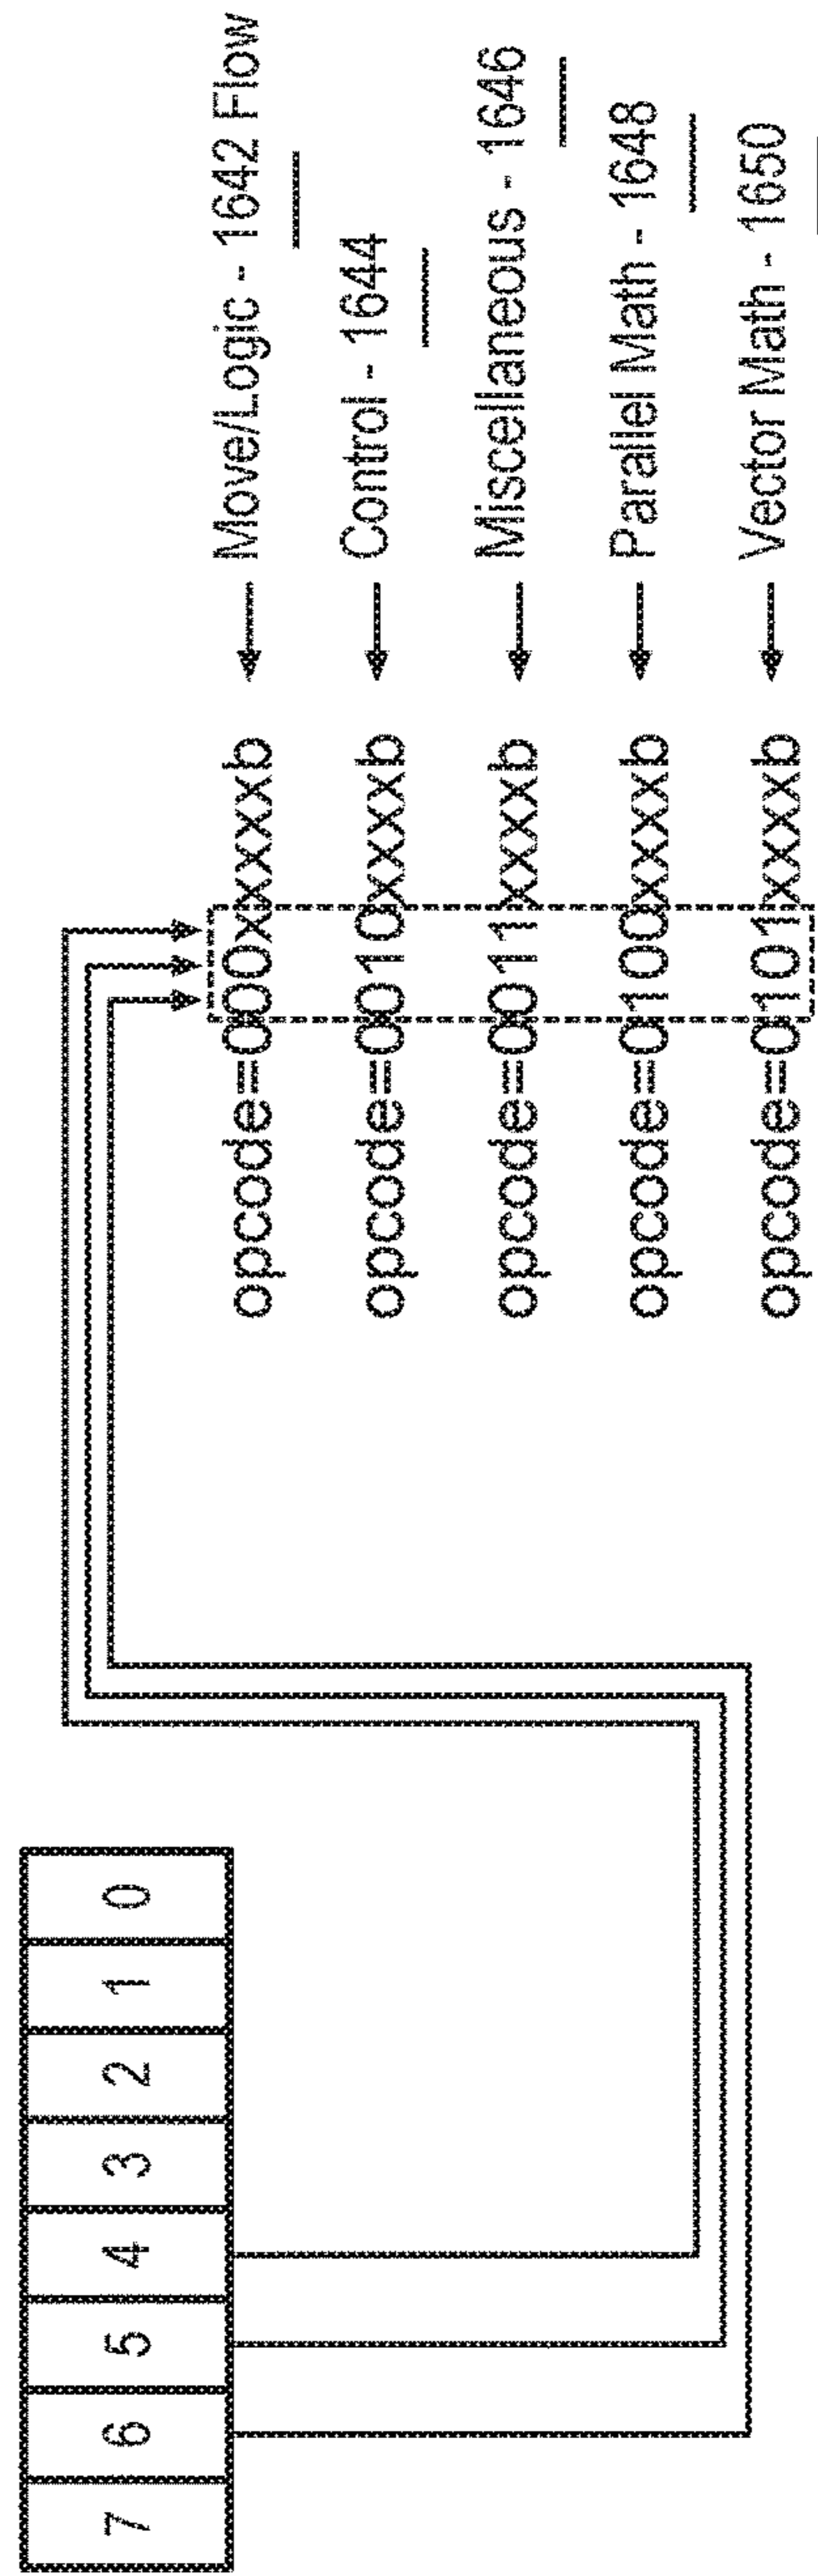 7 6 5 4 3 2 1 0
opcode=000xxxxxb ← Move/Logic - 1642 Flow
opcode=0010xxxxb ← Control - 1644
opcode=0011xxxxb ← Miscellaneous - 1646
opcode=0100xxxxb ← Parallel Math - 1648
opcode=0101xxxxb ← Vector Math - 1650